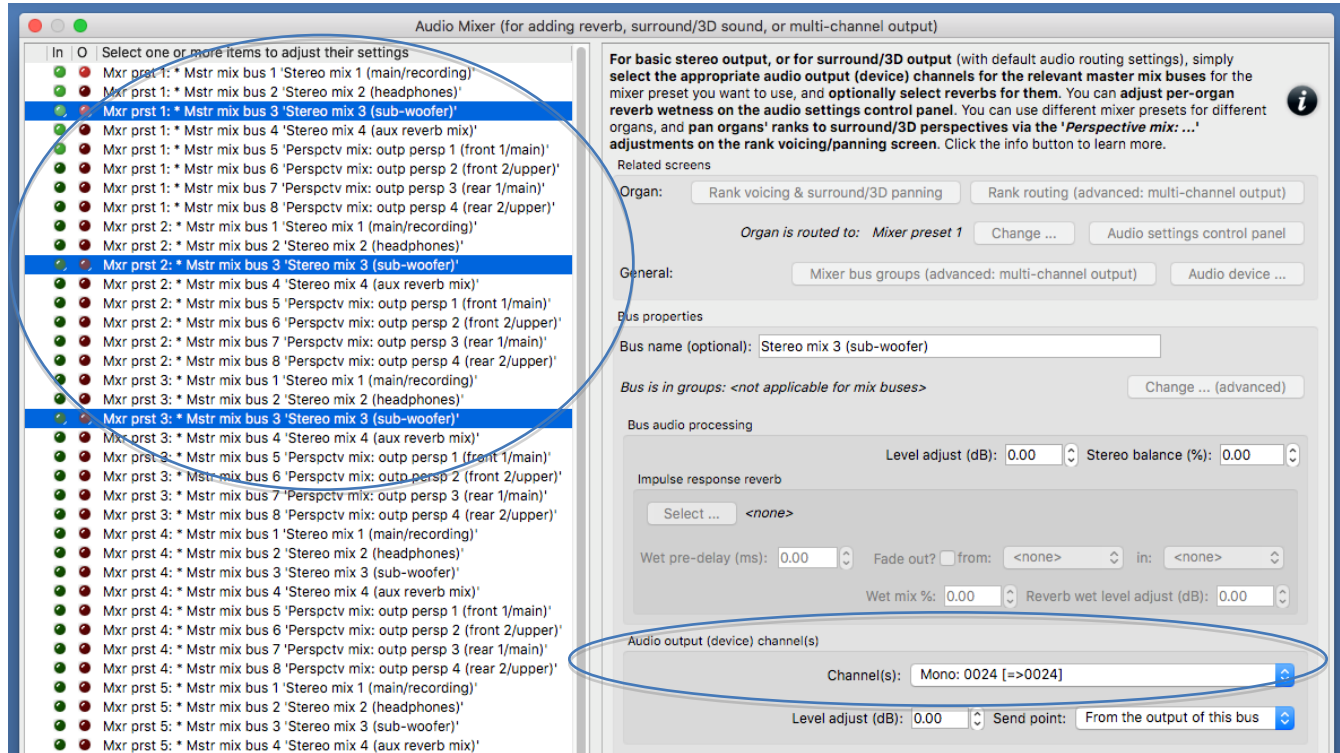 Audio Mixer (for adding reverb, surround/3D sound, or multi-channel output)
In O Select one or more items to adjust their settings
Mxr prst 1: * Mstr mix bus 1 'Stereo mix 1 (main/recording)'
Mxr prst 1: * Mstr mix bus 2 'Stereo mix 2 (headphones)'
Mxr prst 1: * Mstr mix bus 3 'Stereo mix 3 (sub-woofer)'
Mxr prst 1: * Mstr mix bus 4 'Stereo mix 4 (aux reverb mix)'
Mxr prst 1: * Mstr mix bus 5 'Perspctv mix: outp persp 1 (front 1/main)'
Mxr prst 1: * Mstr mix bus 6 'Perspctv mix: outp persp 2 (front 2/upper)'
Mxr prst 1: * Mstr mix bus 7 'Perspctv mix: outp persp 3 (rear 1/main)'
Mxr prst 1: * Mstr mix bus 8 'Perspctv mix: outp persp 4 (rear 2/upper)'
Mxr prst 2: * Mstr mix bus 1 'Stereo mix 1 (main/recording)'
Mxr prst 2: * Mstr mix bus 2 'Stereo mix 2 (headphones)'
Mxr prst 2: * Mstr mix bus 3 'Stereo mix 3 (sub-woofer)'
Mxr prst 2: * Mstr mix bus 4 'Stereo mix 4 (aux reverb mix)'
Mxr prst 2: * Mstr mix bus 5 'Perspctv mix: outp persp 1 (front 1/main)'
Mxr prst 2: * Mstr mix bus 6 'Perspctv mix: outp persp 2 (front 2/upper)'
Mxr prst 2: * Mstr mix bus 7 'Perspctv mix: outp persp 3 (rear 1/main)'
Mxr prst 2: * Mstr mix bus 8 'Perspctv mix: outp persp 4 (rear 2/upper)'
Mxr prst 3: * Mstr mix bus 1 'Stereo mix 1 (main/recording)'
Mxr prst 3: * Mstr mix bus 2 'Stereo mix 2 (headphones)'
Mxr prst 3: * Mstr mix bus 3 'Stereo mix 3 (sub-woofer)'
Mxr prst 3: * Mstr mix bus 4 'Stereo mix 4 (aux reverb mix)'
Mxr prst 3: * Mstr mix bus 5 'Perspctv mix: outp persp 1 (front 1/main)'
Mxr prst 3: * Mstr mix bus 6 'Perspctv mix: outp persp 2 (front 2/upper)'
Mxr prst 3: * Mstr mix bus 7 'Perspctv mix: outp persp 3 (rear 1/main)'
Mxr prst 3: * Mstr mix bus 8 'Perspctv mix: outp persp 4 (rear 2/upper)'
Mxr prst 4: * Mstr mix bus 1 'Stereo mix 1 (main/recording)'
Mxr prst 4: * Mstr mix bus 2 'Stereo mix 2 (headphones)'
Mxr prst 4: * Mstr mix bus 3 'Stereo mix 3 (sub-woofer)'
Mxr prst 4: * Mstr mix bus 4 'Stereo mix 4 (aux reverb mix)'
Mxr prst 4: * Mstr mix bus 5 'Perspctv mix: outp persp 1 (front 1/main)'
Mxr prst 4: * Mstr mix bus 6 'Perspctv mix: outp persp 2 (front 2/upper)'
Mxr prst 4: * Mstr mix bus 7 'Perspctv mix: outp persp 3 (rear 1/main)'
Mxr prst 4: * Mstr mix bus 8 'Perspctv mix: outp persp 4 (rear 2/upper)'
Mxr prst 5: * Mstr mix bus 1 'Stereo mix 1 (main/recording)'
Mxr prst 5: * Mstr mix bus 2 'Stereo mix 2 (headphones)'
Mxr prst 5: * Mstr mix bus 3 'Stereo mix 3 (sub-woofer)'
Mxr prst 5: * Mstr mix bus 4 'Stereo mix 4 (aux reverb mix)'
For basic stereo output, or for surround/3D output (with default audio routing settings), simply
select the appropriate audio output (device) channels for the relevant master mix buses for the
mixer preset you want to use, and optionally select reverbs for them. You can adjust per-organ
reverb wetness on the audio settings control panel. You can use different mixer presets for different
organs, and pan organs' ranks to surround/3D perspectives via the 'Perspective mix: ...'
adjustments on the rank voicing/panning screen. Click the info button to learn more.
i
Related screens
Organ: Rank voicing & surround/3D panning Rank routing (advanced: multi-channel output)
Organ is routed to: Mixer preset 1 Change ... Audio settings control panel
General: Mixer bus groups (advanced: multi-channel output) Audio device ...
Bus properties
Bus name (optional): Stereo mix 3 (sub-woofer)
Bus is in groups: <not applicable for mix buses> Change ... (advanced)
Bus audio processing
Level adjust (dB): 0.00 Stereo balance (%): 0.00
Impulse response reverb
Select ... <none>
Wet pre-delay (ms): 0.00 Fade out? from: <none> in: <none>
Wet mix %: 0.00 Reverb wet level adjust (dB): 0.00
Audio output (device) channel(s)
Channel(s): Mono: 0024 [=>0024]
Level adjust (dB): 0.00 Send point: From the output of this bus